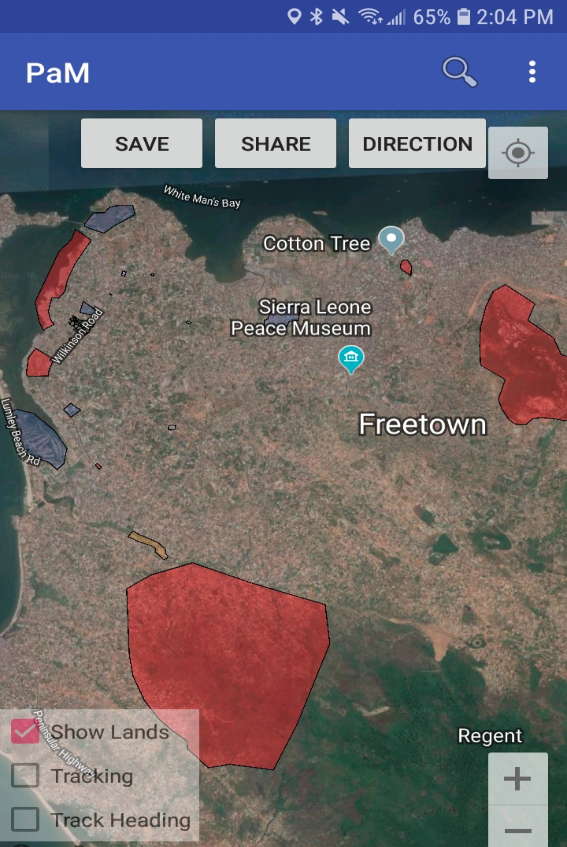 65% 2:04 PM
PaM
SAVE SHARE DIRECTION
White Man's Bay
Cotton Tree
Sierra Leone
Peace Museum
Wilkinson Road
Freetown
Lumley Beach Rd
Regent
Peninsular Highway
Show Lands
Tracking
Track Heading